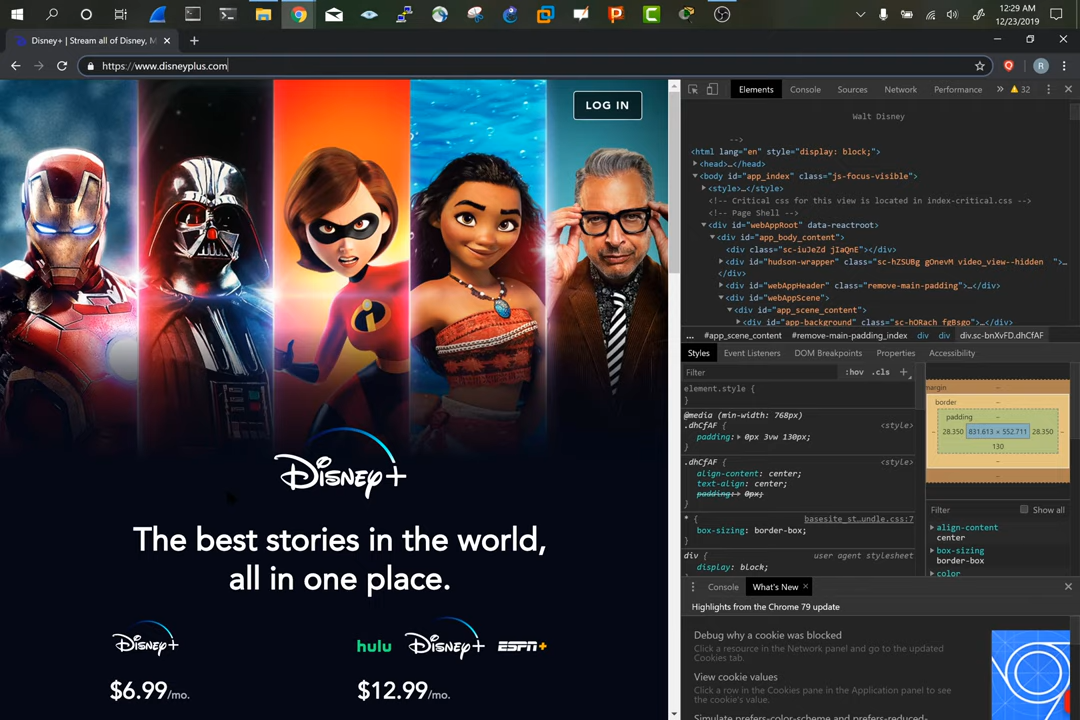 12:29 AM
12/23/2019
Disney+ | Stream all of Disney, M
https://www.disneyplus.com
R
LOG IN
Disney+
The best stories in the world,
all in one place.
Disney+
hulu Disney+ ESPN+
$6.99/mo.
$12.99/mo.
Elements Console Sources Network Performance » 32
Walt Disney
-->
<html lang="en" style="display: block;">
<head>…</head>
<body id="app_index" class="js-focus-visible">
<style>…</style>
<!-- Critical css for this view is located in index-critical.css -->
<!-- Page Shell -->
<div id="webAppRoot" data-reactroot>
<div id="app_body_content">
<div class="sc-iuJeZd jIaQnE"></div>
<div id="hudson-wrapper" class="sc-hZSUBg gOnevM video_view--hidden ">…
</div>
<div id="webAppHeader" class="remove-main-padding">…</div>
<div id="webAppScene">
<div id="app_scene_content">
<div id="app-background" class="sc-hORach fgBsgo">…</div>
… #app_scene_content #remove-main-padding_index div div div.sc-bnXvFD.dhCfAF
Styles Event Listeners DOM Breakpoints Properties Accessibility
Filter :hov .cls +
element.style {
}
@media (min-width: 768px)
.dhCfAF { <style>
padding: 0px 3vw 130px;
}
.dhCfAF { <style>
align-content: center;
text-align: center;
padding: 0px;
}
* { basesite_st…undle.css:7
box-sizing: border-box;
}
div { user agent stylesheet
display: block;
margin –
border –
padding –
– 28.350 831.613 × 552.711 28.350 –
130
–
–
Filter Show all
align-content
center
box-sizing
border-box
color
Console What's New ×
Highlights from the Chrome 79 update
Debug why a cookie was blocked
Click a resource in the Network panel and go to the updated
Cookies tab.
View cookie values
Click a row in the Cookies pane in the Application panel to see
the cookie's value.
Simulate prefers-color-scheme and prefers-reduced-